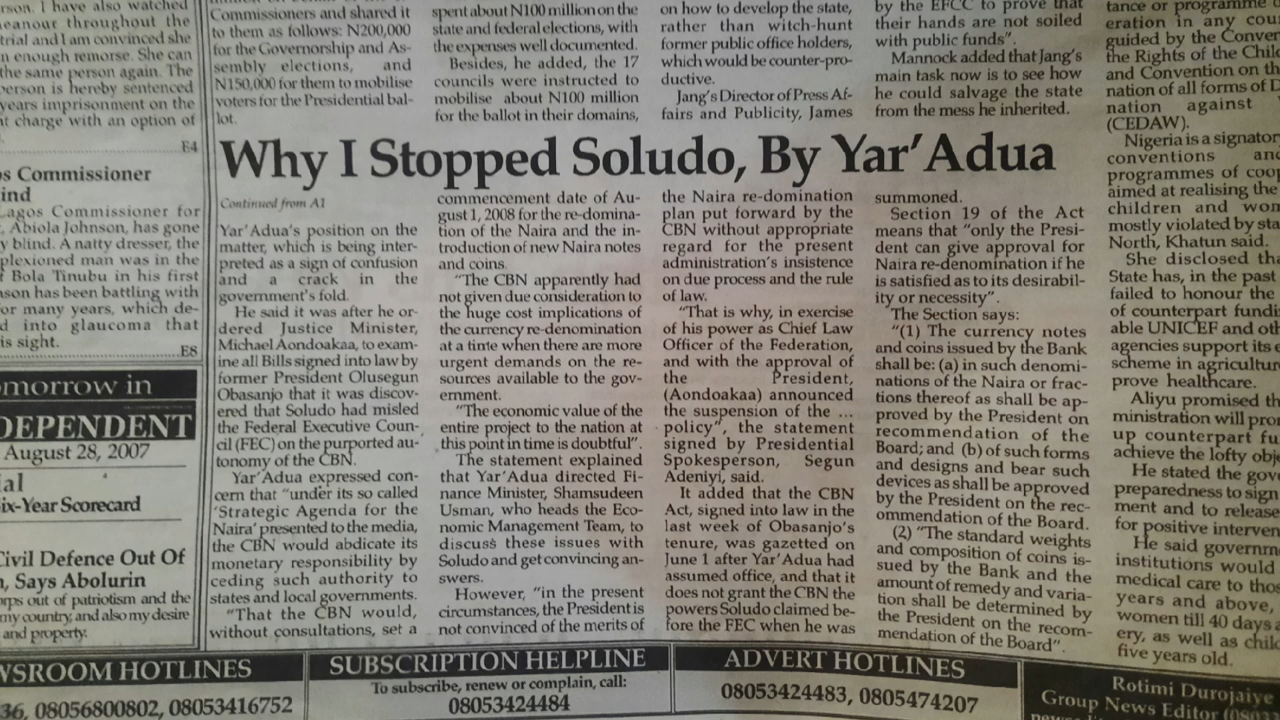 rson. I have also watched
eanour throughout the
trial and I am convinced she
n enough remorse. She can
the same person again. The
erson is hereby sentenced
years imprisonment on the
t charge with an option of
E4
s Commissioner
ind
Lagos Commissioner for
, Abiola Johnson, has gone
y blind. A natty dresser, the
plexioned man was in the
f Bola Tinubu in his first
son has been battling with
or many years, which de-
d into glaucoma that
is sight.
E8
omorrow in
DEPENDENT
August 28, 2007
ial
Six-Year Scorecard
Civil Defence Out Of
n, Says Abolurin
orps out of patriotism and the
my country, and also my desire
and property.
Commissioners and shared it
to them as follows: N200,000
for the Governorship and As-
sembly elections, and
N150,000 for them to mobilise
voters for the Presidential bal-
lot.
spent about N100 million on the
state and federal elections, with
the expenses well documented.
Besides, he added, the 17
councils were instructed to
mobilise about N100 million
for the ballot in their domains,
on how to develop the state,
rather than witch-hunt
former public office holders,
which would be counter-pro-
ductive.
Jang's Director of Press Af-
fairs and Publicity, James
by the EFCC to prove that
their hands are not soiled
with public funds".
Mannock added that Jang's
main task now is to see how
he could salvage the state
from the mess he inherited.
Why I Stopped Soludo, By Yar'Adua
Continued from A1
Yar'Adua's position on the
matter, which is being inter-
preted as a sign of confusion
and a crack in the
government's fold.
He said it was after he or-
dered Justice Minister,
Michael Aondoakaa, to exam-
ine all Bills signed into law by
former President Olusegun
Obasanjo that it was discov-
ered that Soludo had misled
the Federal Executive Coun-
cil (FEC) on the purported au-
tonomy of the CBN.
Yar'Adua expressed con-
cern that "under its so called
'Strategic Agenda for the
Naira' presented to the media,
the CBN would abdicate its
monetary responsibility by
ceding such authority to
states and local governments.
"That the CBN would,
without consultations, set a
commencement date of Au-
gust 1, 2008 for the re-domina-
tion of the Naira and the in-
troduction of new Naira notes
and coins.
"The CBN apparently had
not given due consideration to
the huge cost implications of
the currency re-denomination
at a time when there are more
urgent demands on the re-
sources available to the gov-
ernment.
"The economic value of the
entire project to the nation at
this point in time is doubtful".
The statement explained
that Yar'Adua directed Fi-
nance Minister, Shamsudeen
Usman, who heads the Eco-
nomic Management Team, to
discuss these issues with
Soludo and get convincing an-
swers.
However, "in the present
circumstances, the President is
not convinced of the merits of
the Naira re-domination
plan put forward by the
CBN without appropriate
regard for the present
administration's insistence
on due process and the rule
of law.
"That is why, in exercise
of his power as Chief Law
Officer of the Federation,
and with the approval of
the President,
(Aondoakaa) announced
the suspension of the ...
policy", the statement
signed by Presidential
Spokesperson, Segun
Adeniyi, said.
It added that the CBN
Act, signed into law in the
last week of Obasanjo's
tenure, was gazetted on
June 1 after Yar'Adua had
assumed office, and that it
does not grant the CBN the
powers Soludo claimed be-
fore the FEC when he was
summoned.
Section 19 of the Act
means that "only the Presi-
dent can give approval for
Naira re-denomination if he
is satisfied as to its desirabil-
ity or necessity".
The Section says:
"(1) The currency notes
and coins issued by the Bank
shall be: (a) in such denomi-
nations of the Naira or frac-
tions thereof as shall be ap-
proved by the President on
recommendation of the
Board; and (b) of such forms
and designs and bear such
devices as shall be approved
by the President on the rec-
ommendation of the Board.
(2) "The standard weights
and composition of coins is-
sued by the Bank and the
amount of remedy and varia-
tion shall be determined by
the President on the recom-
mendation of the Board".
tance or programme
eration in any cou
guided by the Conver
the Rights of the Chil
and Convention on th
nation of all forms of D
nation against
(CEDAW).
Nigeria is a signatory
conventions and
programmes of coop
aimed at realising the
children and wom
mostly violated by sta
North, Khatun said.
She disclosed tha
State has, in the past
failed to honour the
of counterpart fundi
able UNICEF and oth
agencies support its e
scheme in agriculture
prove healthcare.
Aliyu promised th
ministration will prom
up counterpart fu
achieve the lofty obje
He stated the gove
preparedness to sign
ment and to release
for positive interven
He said governm
institutions would
medical care to thos
years and above,
women till 40 days a
ery, as well as child
five years old.
WSROOM HOTLINES
36, 08056800802, 08053416752
SUBSCRIPTION HELPLINE
To subscribe, renew or complain, call:
08053424484
ADVERT HOTLINES
08053424483, 0805474207
Rotimi Durojaiye
Group News Editor